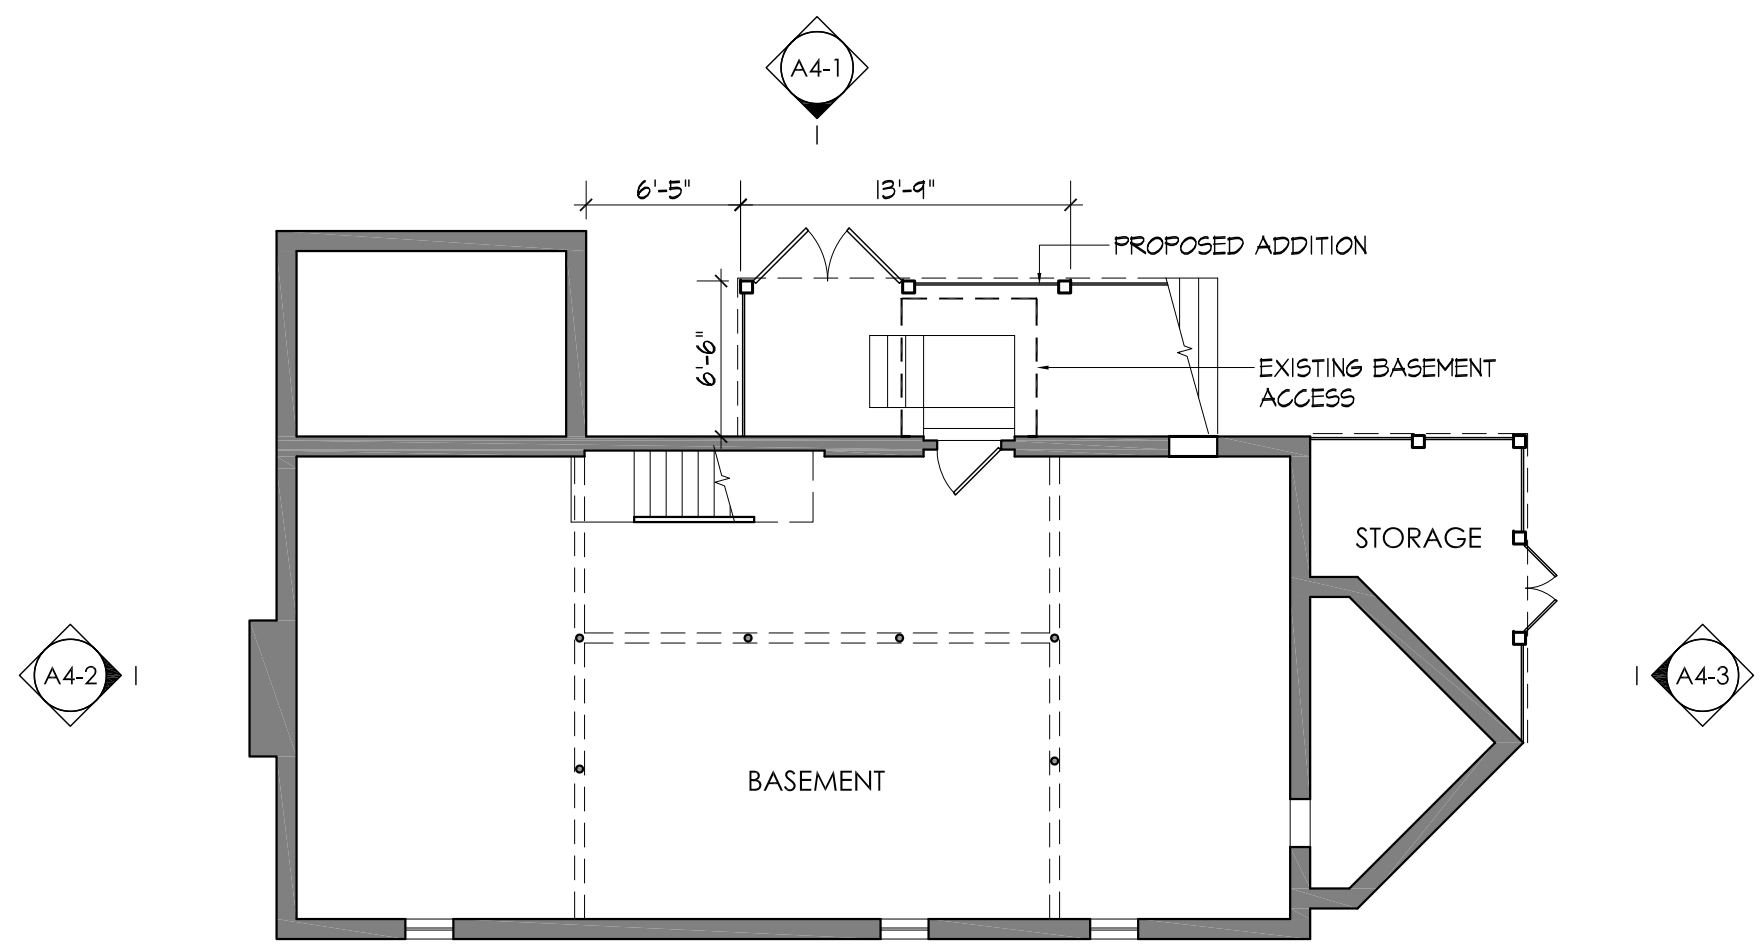 A4-1
6'-5"
13'-9"
PROPOSED ADDITION
6'-6"
EXISTING BASEMENT
ACCESS
STORAGE
A4-2
A4-3
BASEMENT